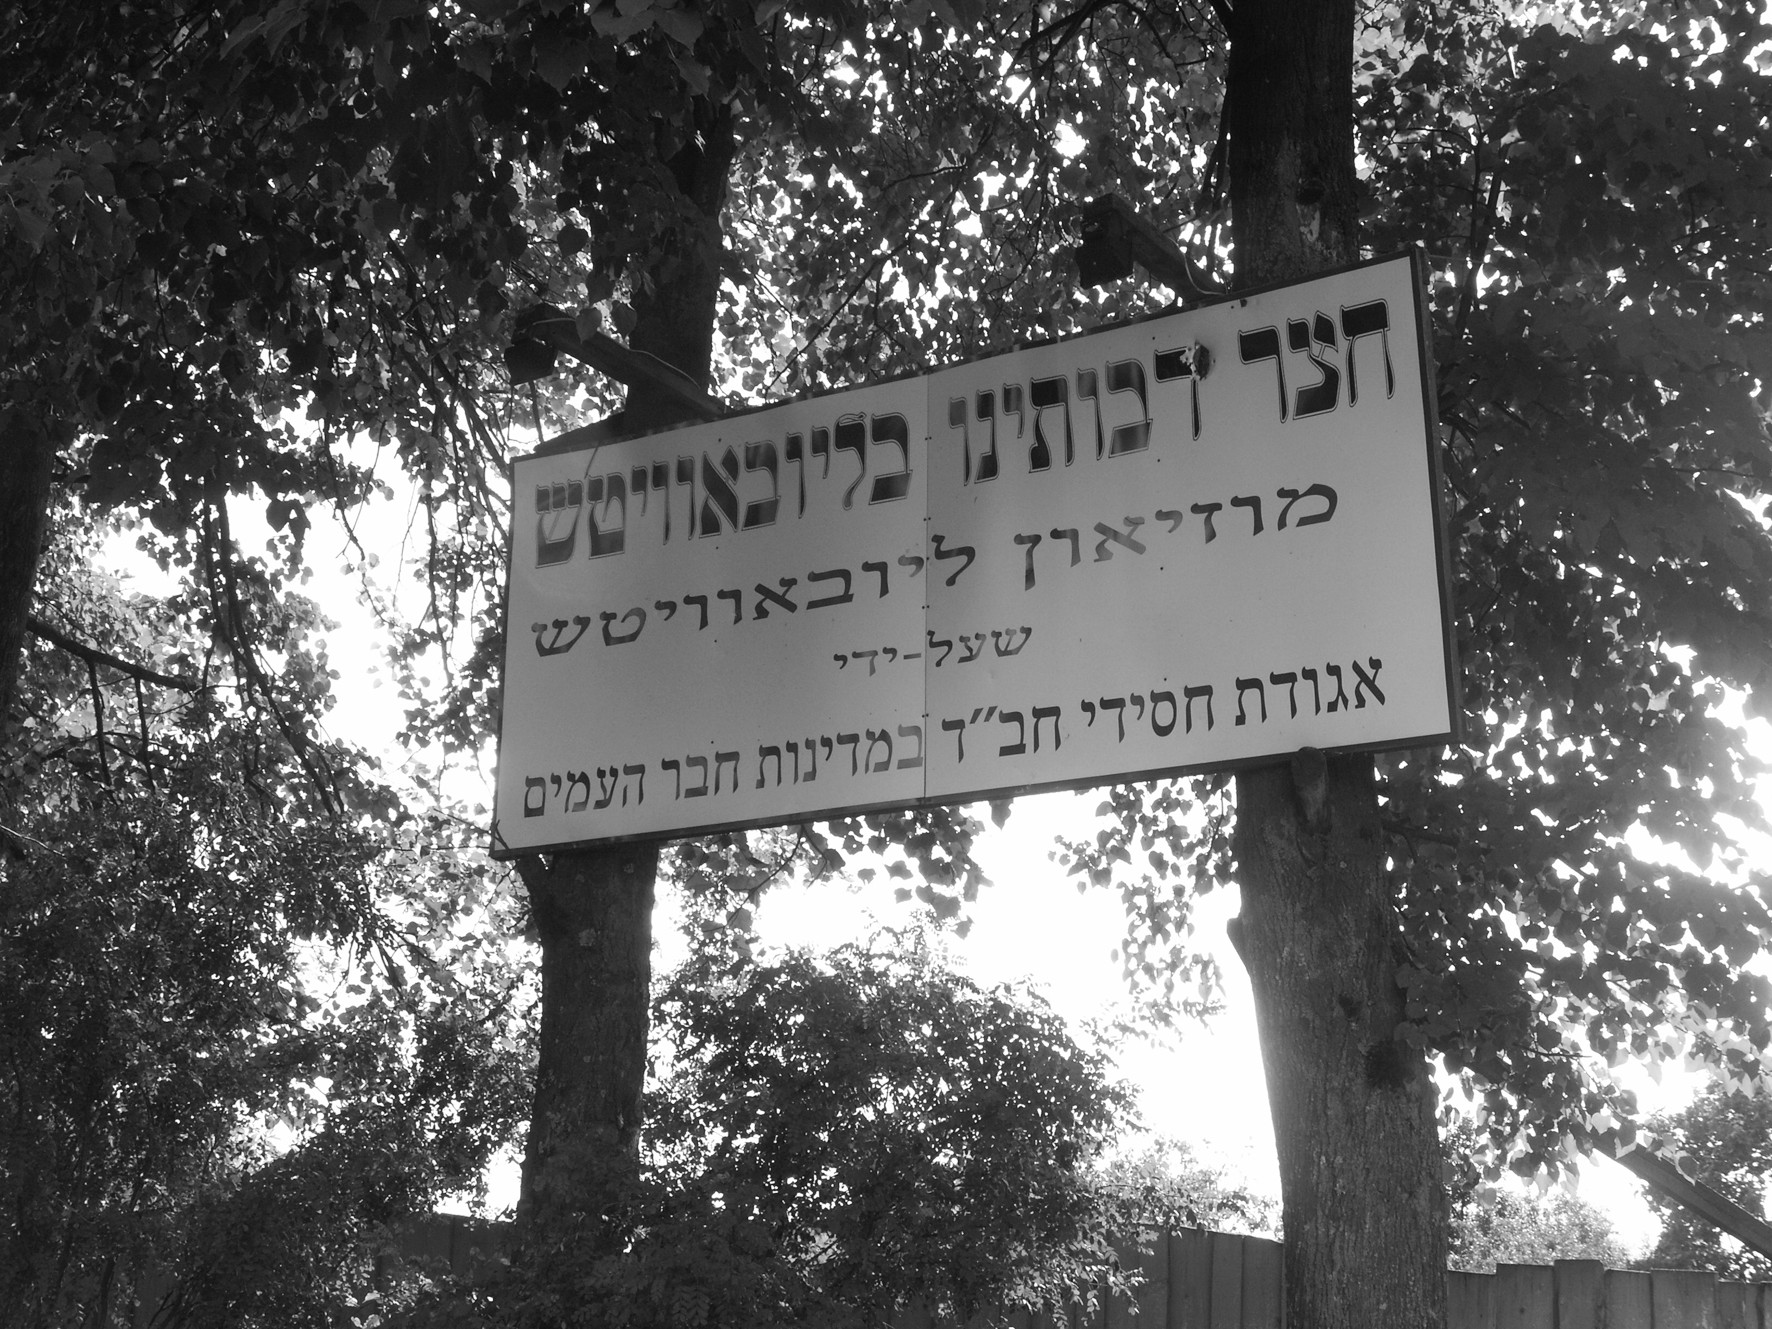 חצר רבותינו בליובאוויטש
מוזיאון ליובאוויטש
שעל-ידי
אגודת חסידי חב״ד במדינות חבר העמים